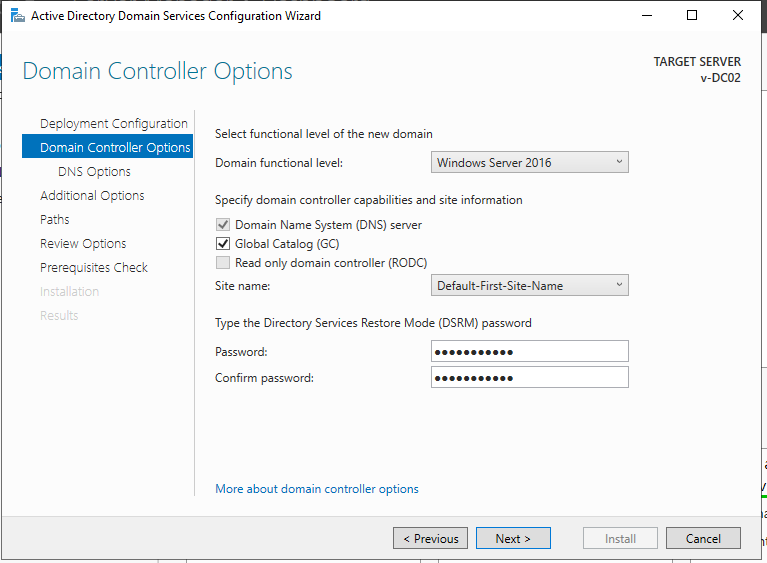 Active Directory Domain Services Configuration Wizard
Domain Controller Options
TARGET SERVER
v-DC02
Deployment Configuration
Domain Controller Options
DNS Options
Additional Options
Paths
Review Options
Prerequisites Check
Installation
Results
Select functional level of the new domain
Domain functional level:
Windows Server 2016
Specify domain controller capabilities and site information
Domain Name System (DNS) server
Global Catalog (GC)
Read only domain controller (RODC)
Site name:
Default-First-Site-Name
Type the Directory Services Restore Mode (DSRM) password
Password:
●●●●●●●●●●●
Confirm password:
●●●●●●●●●●●
More about domain controller options
< Previous
Next >
Install
Cancel